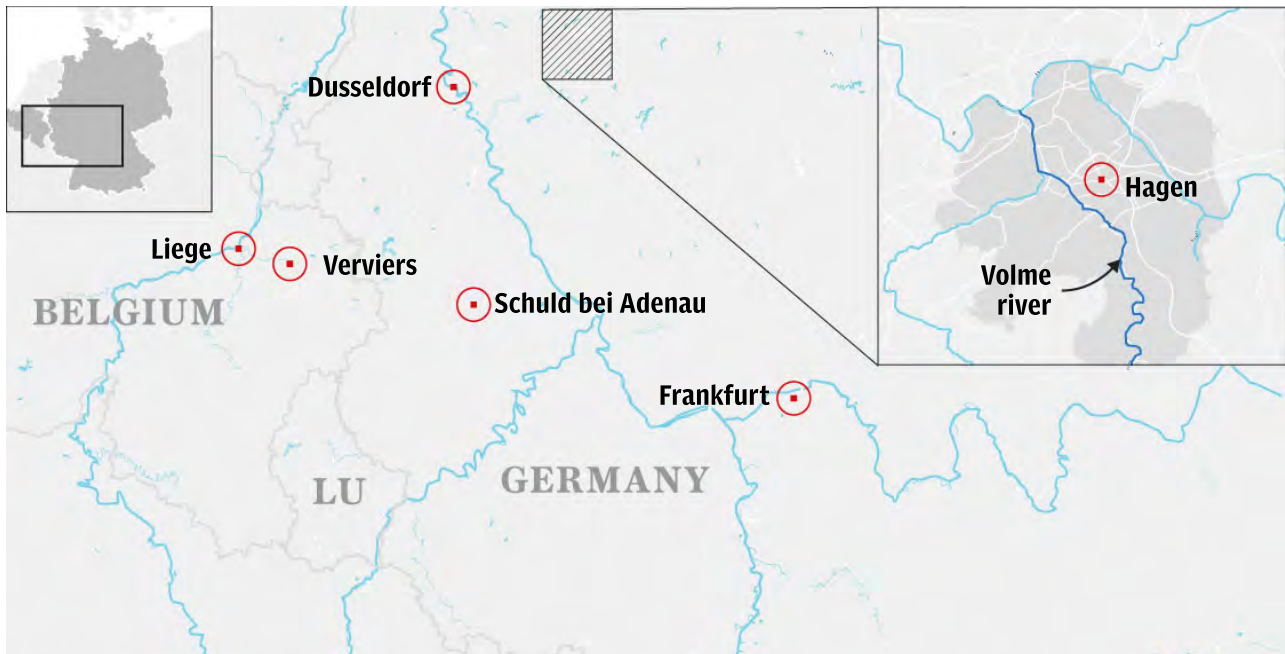 Dusseldorf
Hagen
Liege
Verviers
Volme
river
BELGIUM
Schuld bei Adenau
Frankfurt
LU
GERMANY